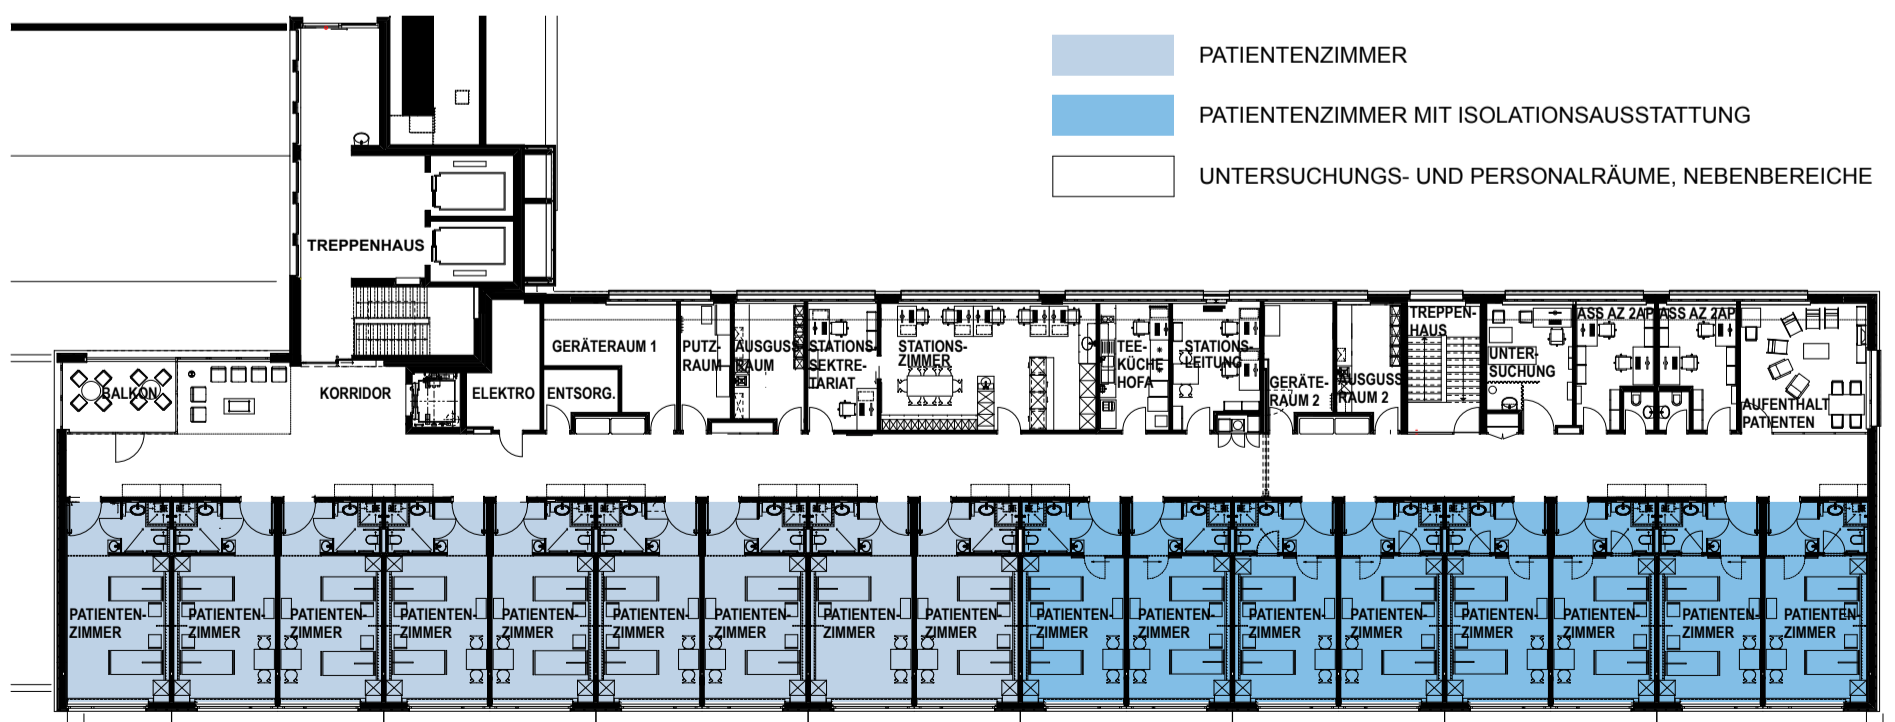 PATIENTENZIMMER
PATIENTENZIMMER MIT ISOLATIONSAUSSTATTUNG
UNTERSUCHUNGS- UND PERSONALRÄUME, NEBENBEREICHE
TREPPENHAUS
BALKON
KORRIDOR
ELEKTRO
GERÄTERAUM 1
ENTSORG.
PUTZ-
RAUM
AUSGUSS
RAUM
STATIONS-
SEKTRE-
TARIAT
STATIONS-
ZIMMER
TEE-
KÜCHE
HOFA
STATIONS-
LEITUNG
GERÄTE-
RAUM 2
AUSGUSS
RAUM 2
TREPPEN-
HAUS
UNTER-
SUCHUNG
ASS AZ 2AP
ASS AZ 2AP
AUFENTHALT
PATIENTEN
PATIENTEN-
ZIMMER
PATIENTEN-
ZIMMER
PATIENTEN-
ZIMMER
PATIENTEN-
ZIMMER
PATIENTEN-
ZIMMER
PATIENTEN-
ZIMMER
PATIENTEN-
ZIMMER
PATIENTEN-
ZIMMER
PATIENTEN-
ZIMMER
PATIENTEN-
ZIMMER
PATIENTEN-
ZIMMER
PATIENTEN-
ZIMMER
PATIENTEN-
ZIMMER
PATIENTEN-
ZIMMER
PATIENTEN-
ZIMMER
PATIENTEN-
ZIMMER
PATIENTEN-
ZIMMER